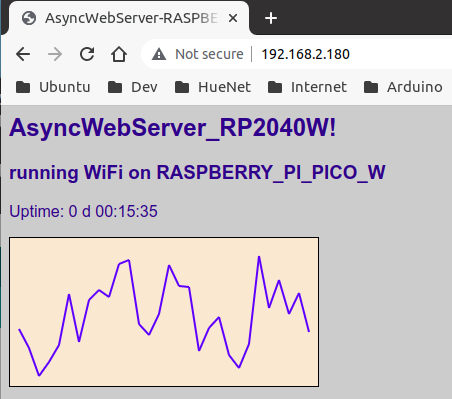 AsyncWebServer-RASPBE
Not secure | 192.168.2.180
Ubuntu Dev HueNet Internet Arduino
AsyncWebServer_RP2040W!
running WiFi on RASPBERRY_PI_PICO_W
Uptime: 0 d 00:15:35